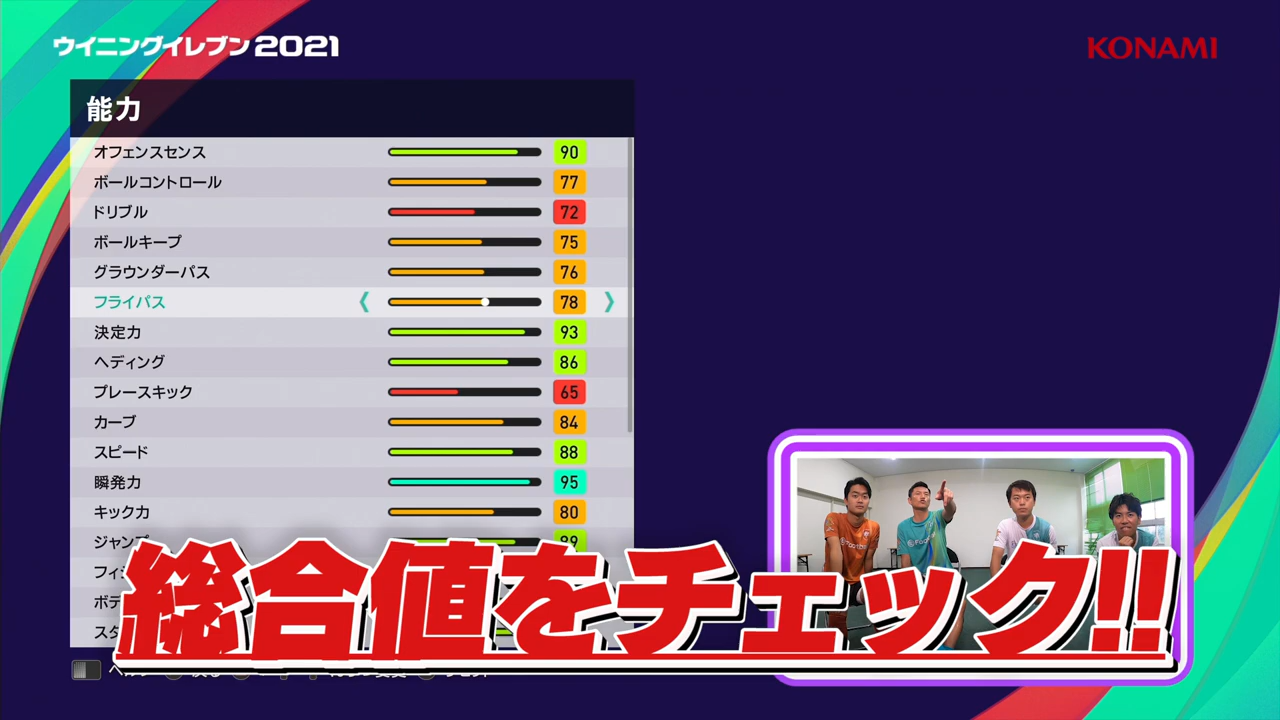 ウイニングイレブン2021
KONAMI
能力
オフェンスセンス 90
ボールコントロール 77
ドリブル 72
ボールキープ 75
グラウンダーパス 76
フライパス 78
決定力 93
ヘディング 86
プレースキック 65
カーブ 84
スピード 88
瞬発力 95
キック力 80
ジャンプ
総合値をチェック!!